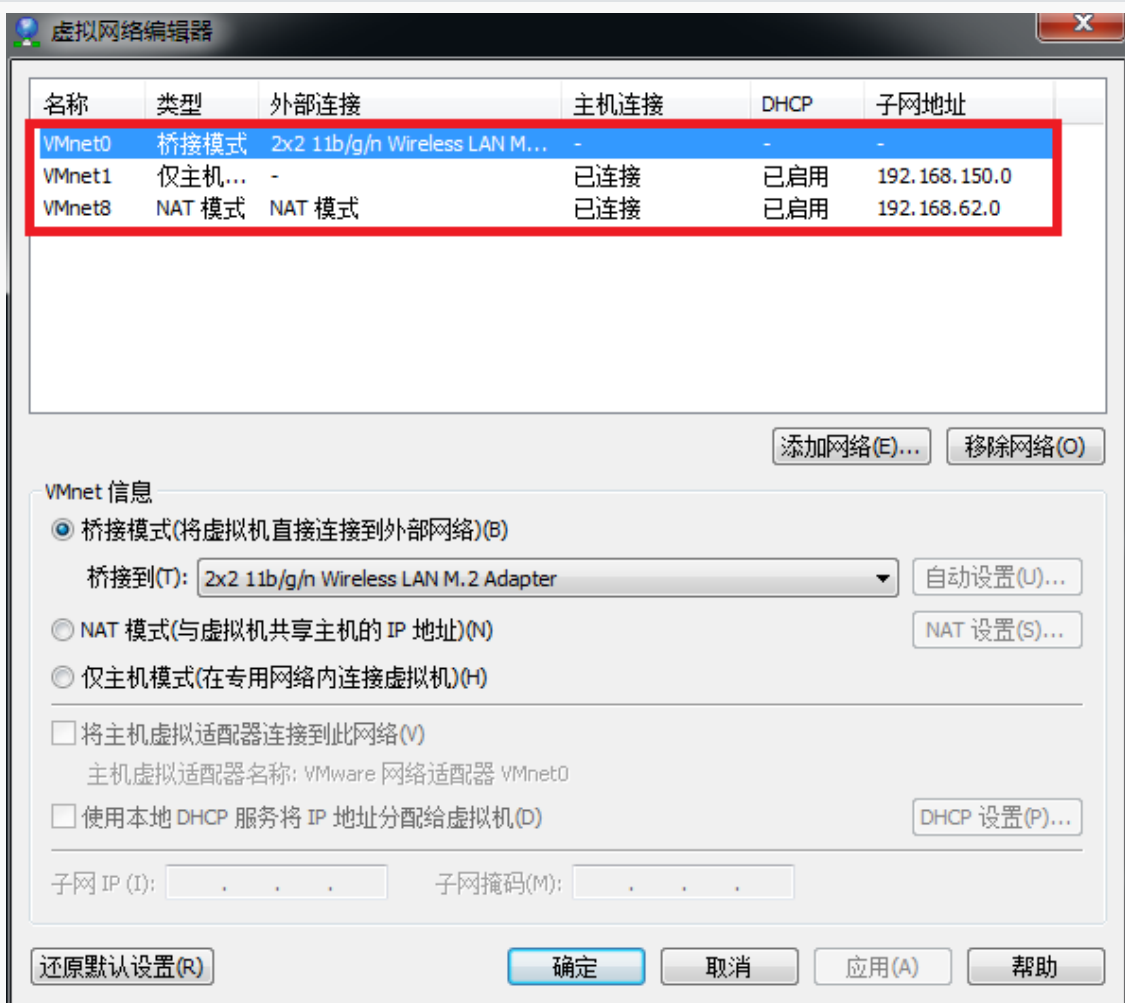 虚拟网络编辑器
名称 类型 外部连接 主机连接 DHCP 子网地址
VMnet0 桥接模式 2x2 11b/g/n Wireless LAN M... - - -
VMnet1 仅主机... - 已连接 已启用 192.168.150.0
VMnet8 NAT 模式 NAT 模式 已连接 已启用 192.168.62.0
添加网络(E)... 移除网络(O)
VMnet 信息
桥接模式(将虚拟机直接连接到外部网络)(B)
桥接到(T): 2x2 11b/g/n Wireless LAN M.2 Adapter 自动设置(U)...
NAT 模式(与虚拟机共享主机的 IP 地址)(N) NAT 设置(S)...
仅主机模式(在专用网络内连接虚拟机)(H)
将主机虚拟适配器连接到此网络(V)
主机虚拟适配器名称: VMware 网络适配器 VMnet0
使用本地 DHCP 服务将 IP 地址分配给虚拟机(D) DHCP 设置(P)...
子网 IP (I): . . . 子网掩码(M): . . .
还原默认设置(R) 确定 取消 应用(A) 帮助